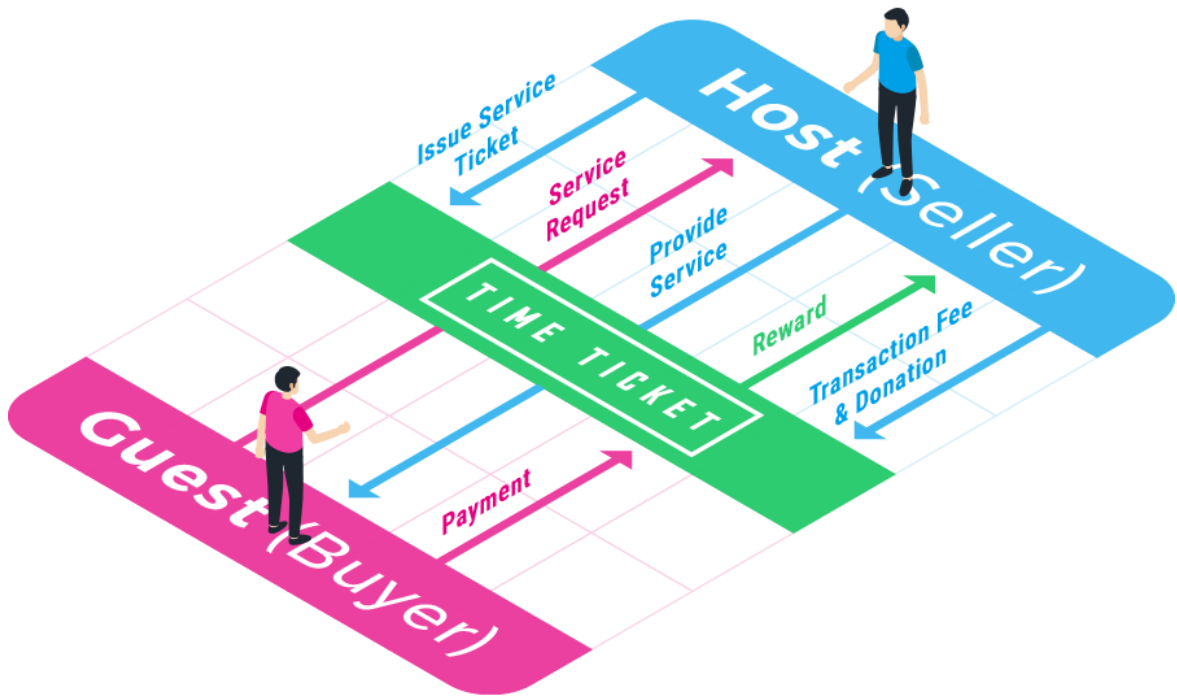 Host (Seller)
Issue Service
Ticket
Service
Request
Provide
Service
Reward
Transaction Fee
& Donation
TIME TICKET
Payment
Guest (Buyer)